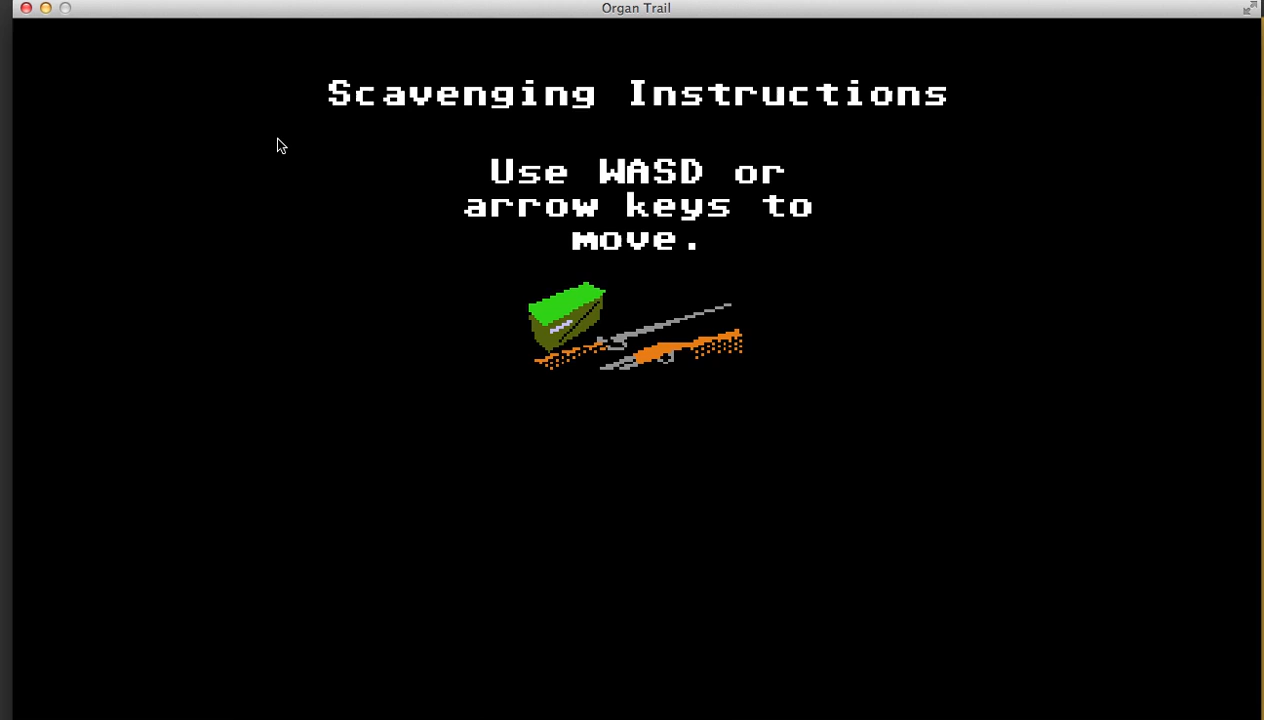 Organ Trail
Scavenging Instructions
Use WASD or
arrow keys to
move.